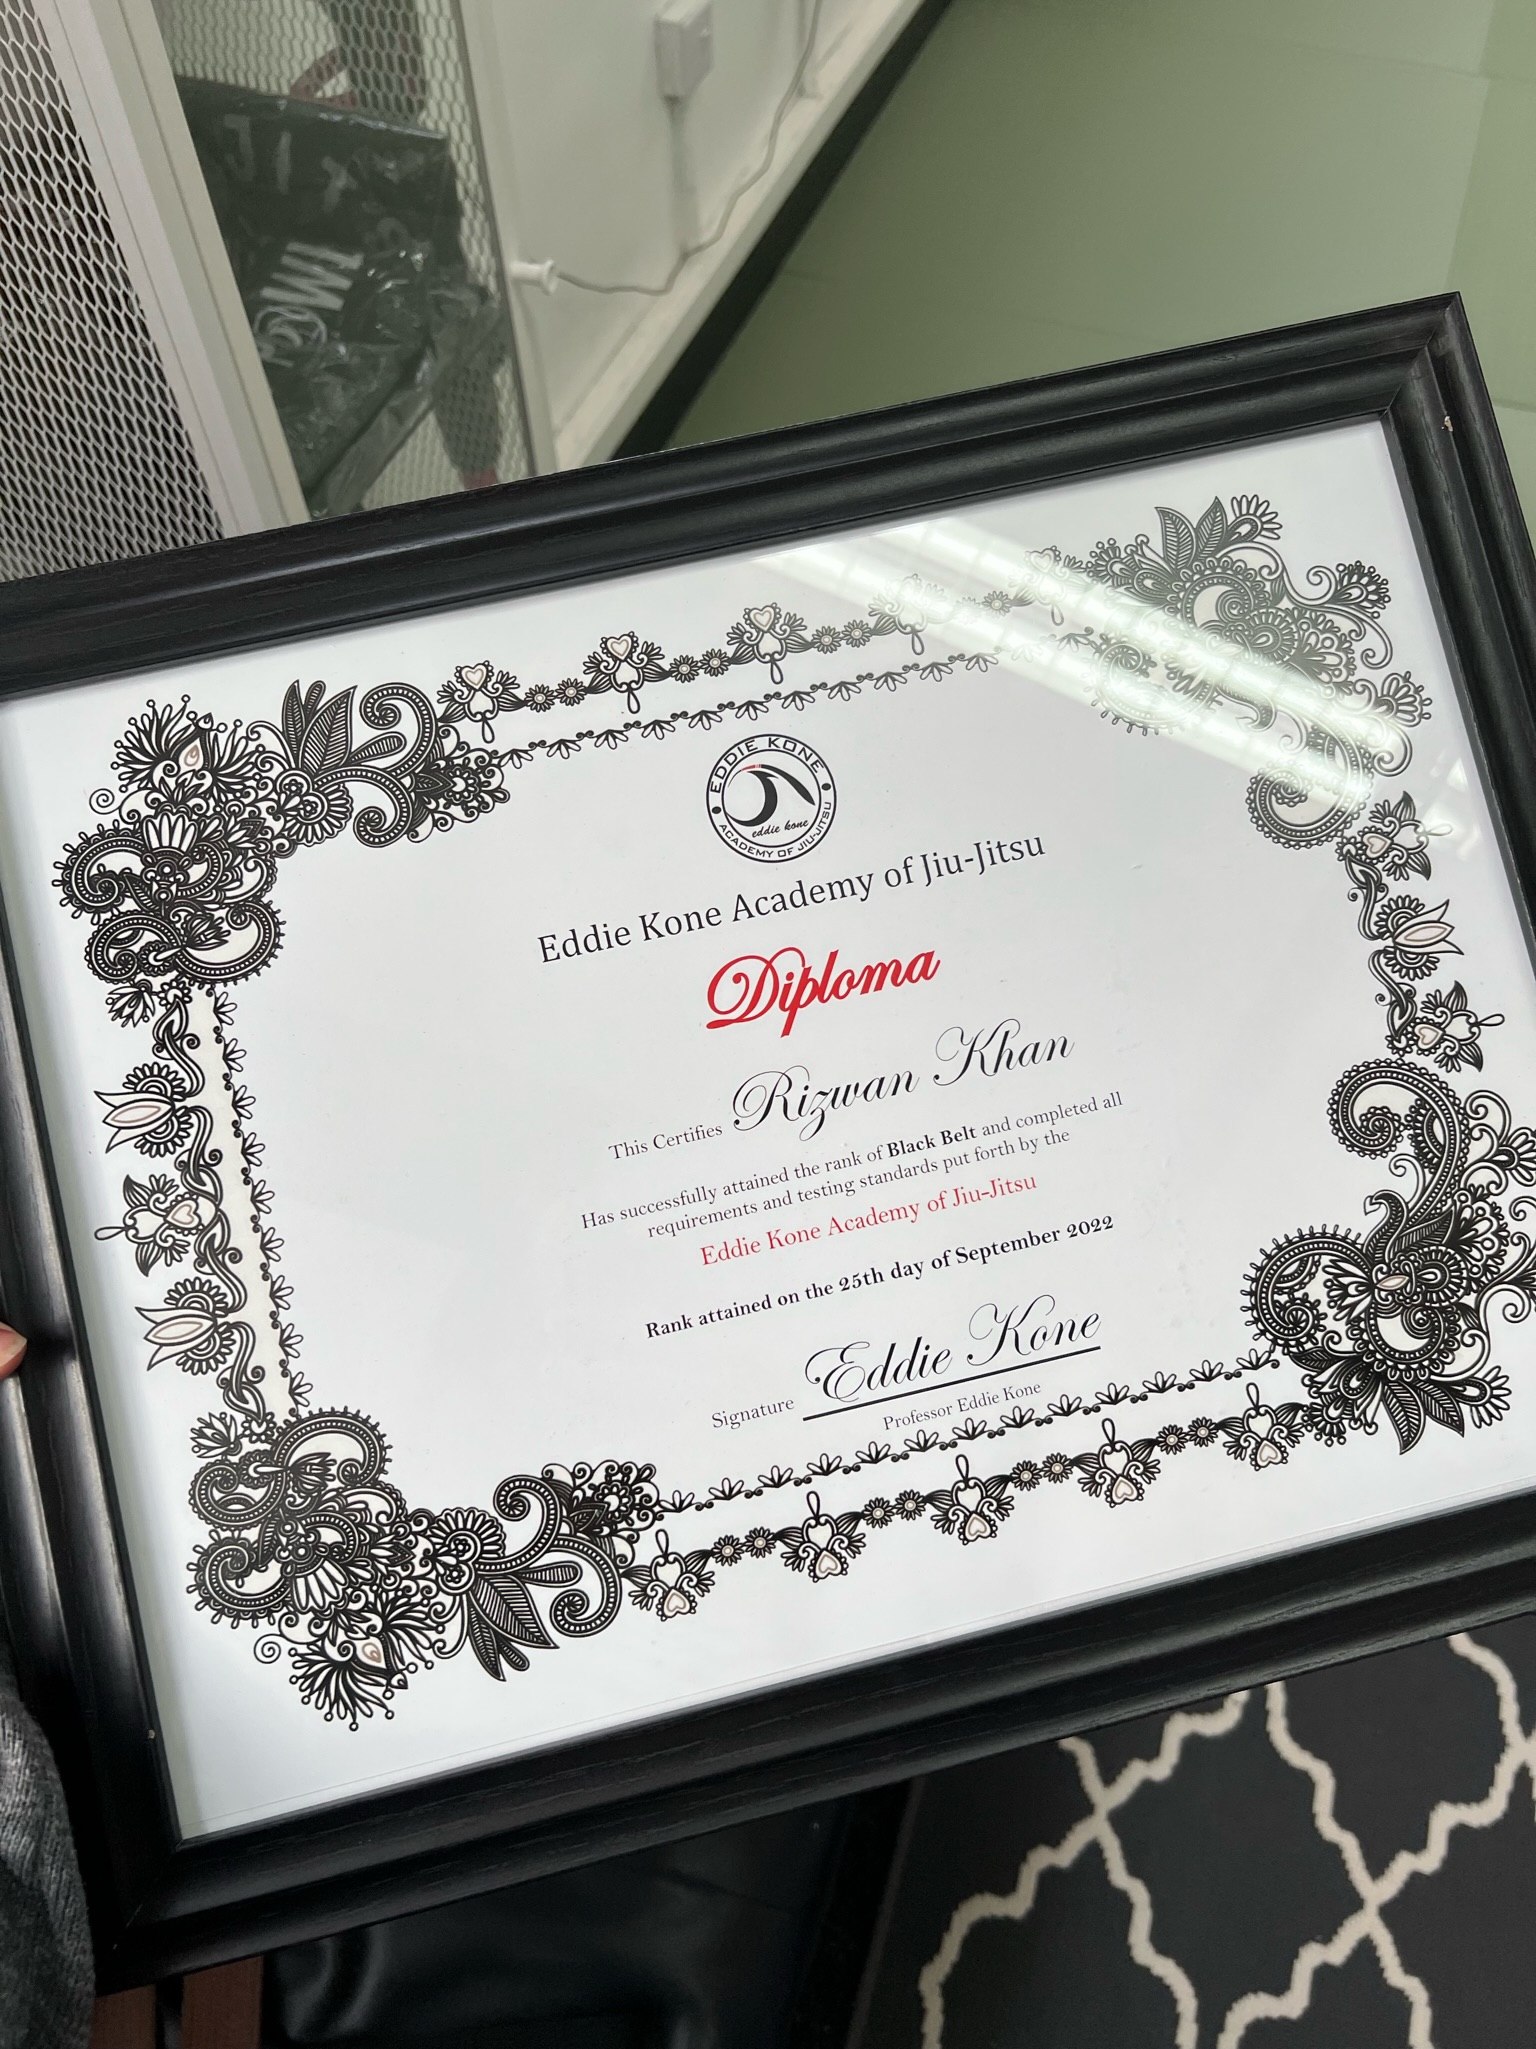 JI
EDDIE KONE
eddie kone
ACADEMY OF JIU-JITSU
Eddie Kone Academy of Jiu-Jitsu
Diploma
This Certifies Rizwan Khan
Has successfully attained the rank of Black Belt and completed all
requirements and testing standards put forth by the
Eddie Kone Academy of Jiu-Jitsu
Rank attained on the 25th day of September 2022
Signature Eddie Kone
Professor Eddie Kone